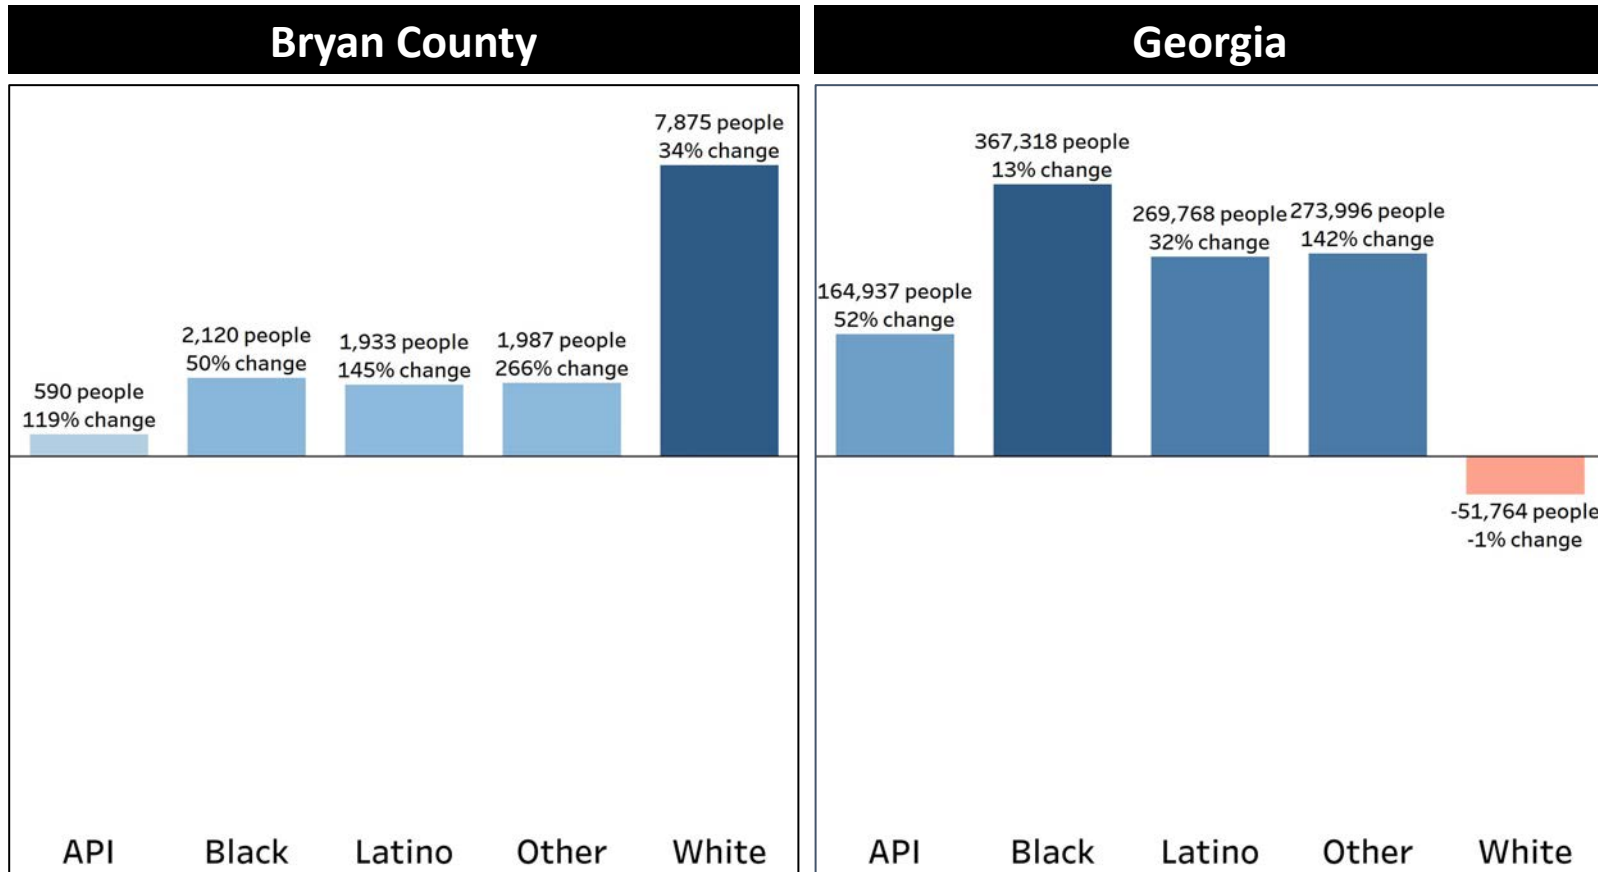 Bryan County
7,875 people
34% change
2,120 people
50% change
1,933 people
145% change
1,987 people
266% change
590 people
119% change
API Black Latino Other White
Georgia
367,318 people
13% change
269,768 people
32% change
273,996 people
142% change
164,937 people
52% change
-51,764 people
-1% change
API Black Latino Other White